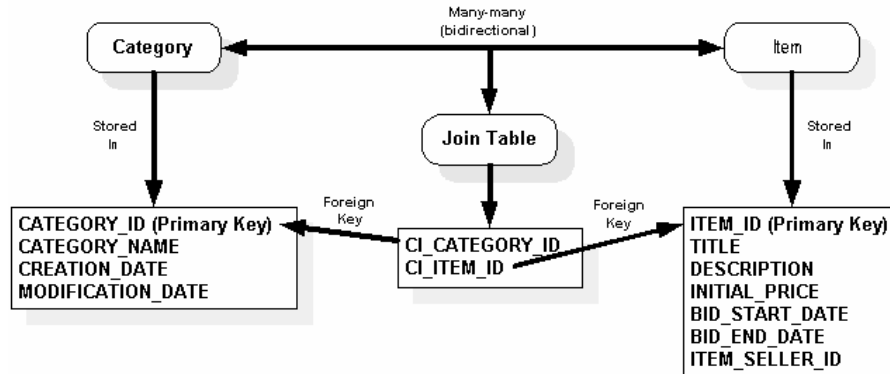 Many-many
(bidirectional)
Category
Item
Stored
In
Join Table
Stored
In
Foreign
Key
Foreign
Key
CATEGORY_ID (Primary Key)
CATEGORY_NAME
CREATION_DATE
MODIFICATION_DATE
CI_CATEGORY_ID
CI_ITEM_ID
ITEM_ID (Primary Key)
TITLE
DESCRIPTION
INITIAL_PRICE
BID_START_DATE
BID_END_DATE
ITEM_SELLER_ID